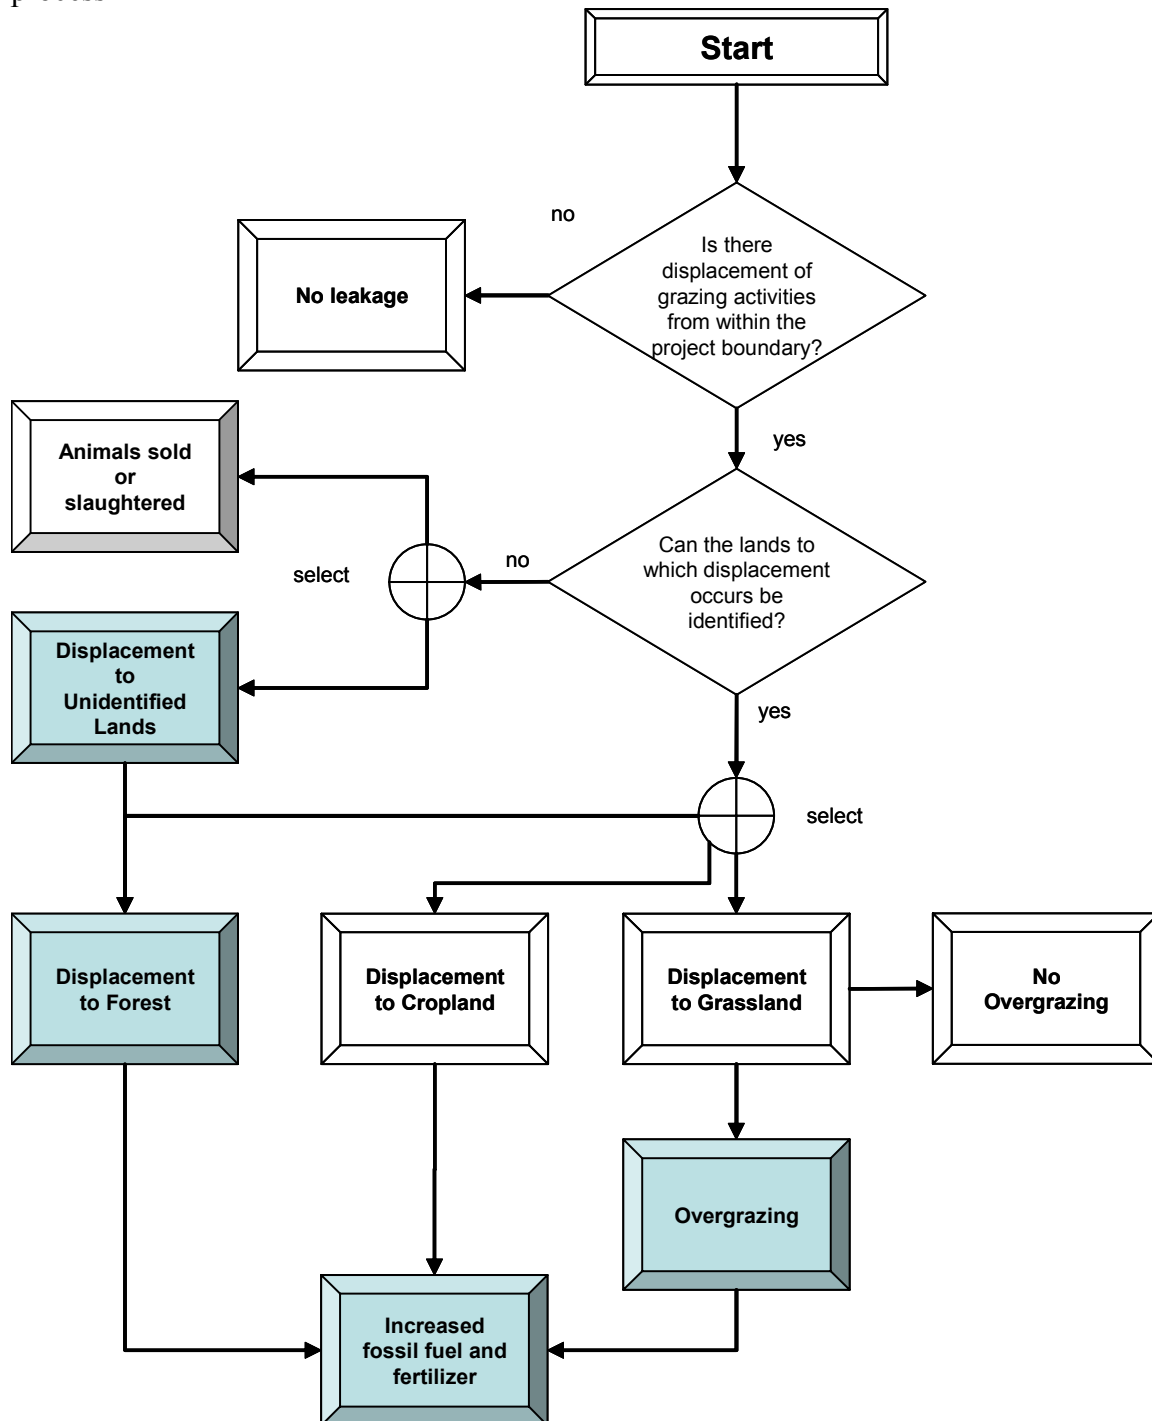 process
Start
no
Is there
displacement of
grazing activities
from within the
project boundary?
No leakage
yes
Animals sold
or
slaughtered
select
no
Can the lands to
which displacement
occurs be
identified?
Displacement
to
Unidentified
Lands
yes
select
Displacement
to Forest
Displacement
to Cropland
Displacement
to Grassland
No
Overgrazing
Overgrazing
Increased
fossil fuel and
fertilizer